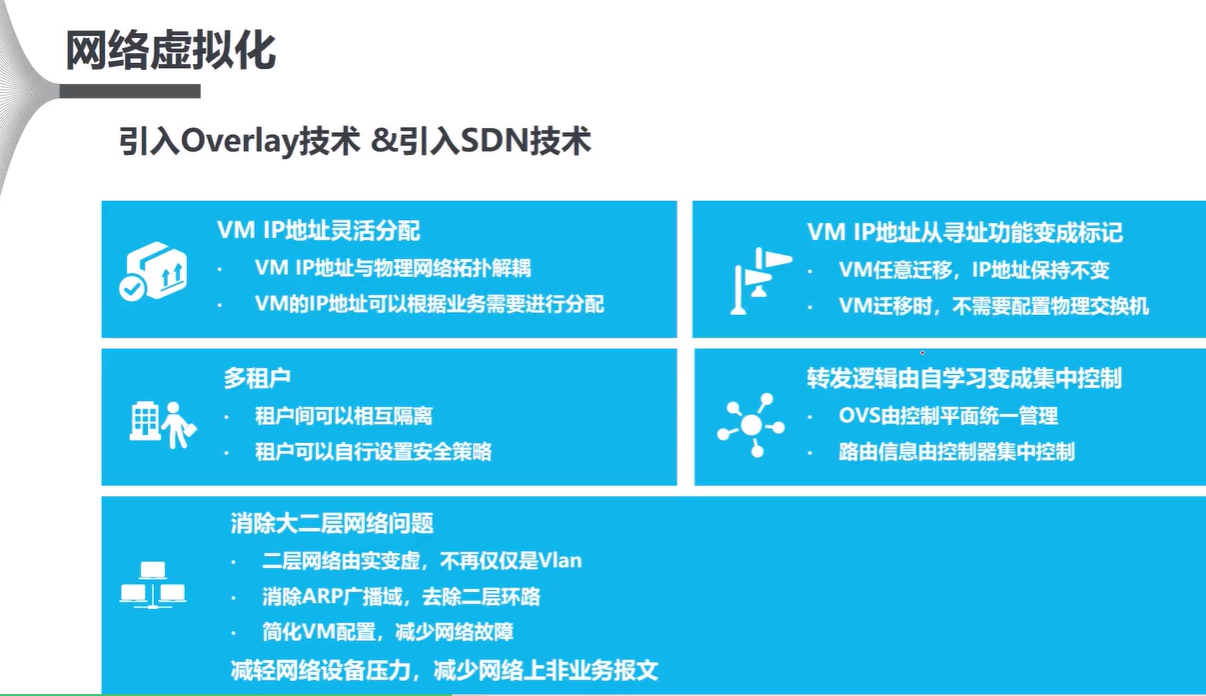 网络虚拟化
引入Overlay技术 &引入SDN技术
VM IP地址灵活分配
· VM IP地址与物理网络拓扑解耦
· VM的IP地址可以根据业务需要进行分配
VM IP地址从寻址功能变成标记
· VM任意迁移，IP地址保持不变
· VM迁移时，不需要配置物理交换机
多租户
· 租户间可以相互隔离
· 租户可以自行设置安全策略
转发逻辑由自学习变成集中控制
· OVS由控制平面统一管理
· 路由信息由控制器集中控制
消除大二层网络问题
· 二层网络由实变虚，不再仅仅是Vlan
· 消除ARP广播域，去除二层环路
· 简化VM配置，减少网络故障
减轻网络设备压力，减少网络上非业务报文